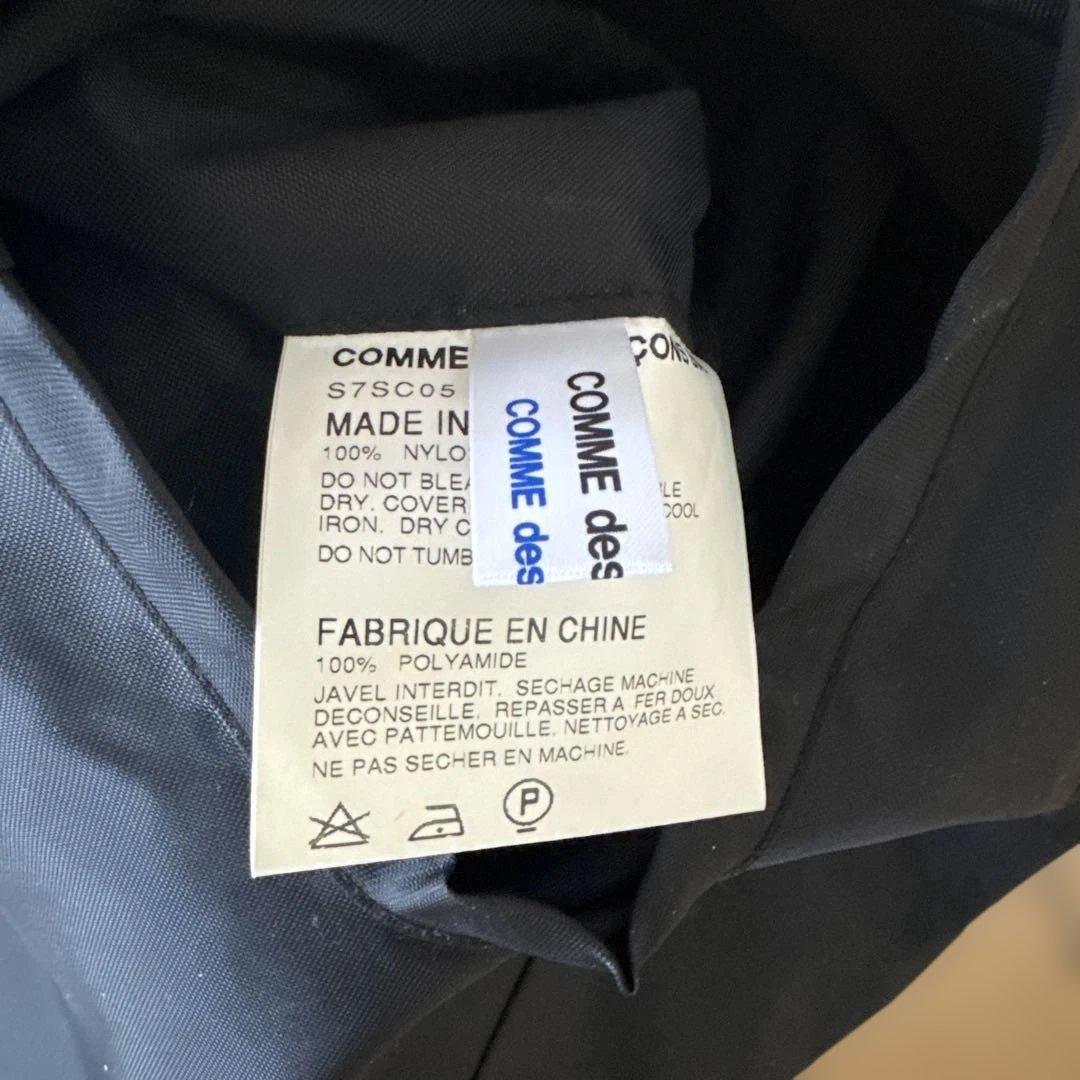 COMME ÇONS
S7SC05
MADE IN
100% NYLO
DO NOT BLEA LE
DRY. COVER COOL
IRON. DRY C
DO NOT TUMB
COMME des
COMME des
FABRIQUE EN CHINE
100% POLYAMIDE
JAVEL INTERDIT. SECHAGE MACHINE
DECONSEILLE. REPASSER A FER DOUX
AVEC PATTEMOUILLE. NETTOYAGE A SEC.
NE PAS SECHER EN MACHINE.
P